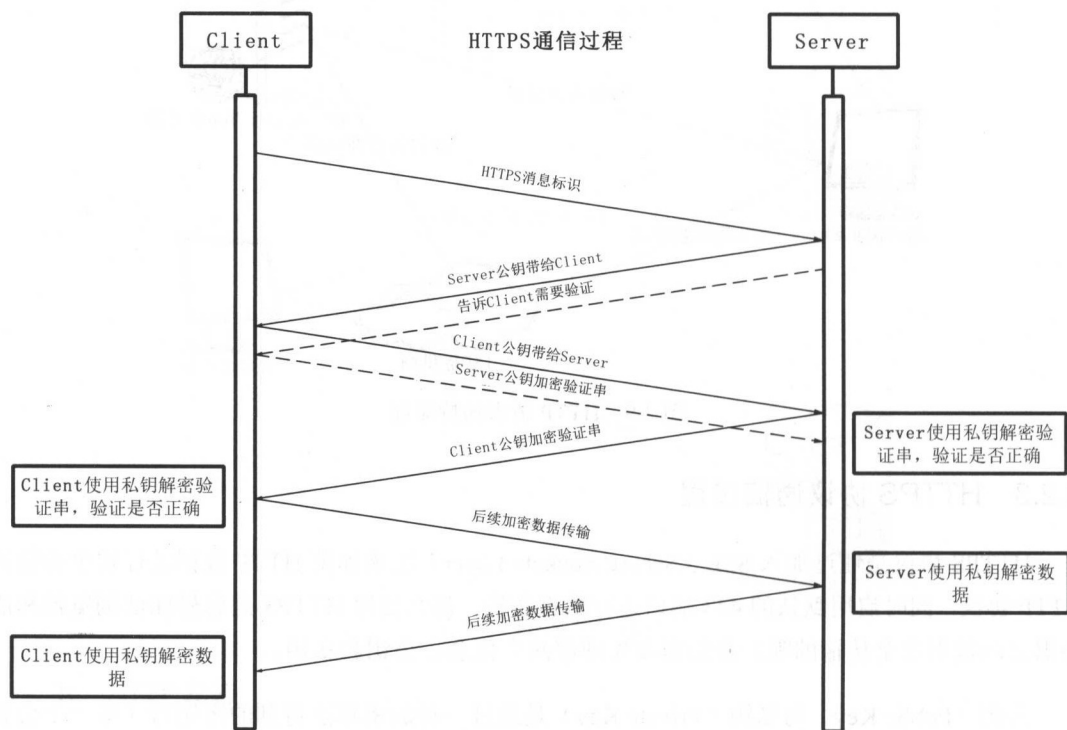 Client
HTTPS通信过程
Server
HTTPS消息标识
Server公钥带给Client
告诉Client需要验证
Client公钥带给Server
Server公钥加密验证串
Client公钥加密验证串
Server使用私钥解密验
证串，验证是否正确
Client使用私钥解密验
证串，验证是否正确
后续加密数据传输
Server使用私钥解密数
据
后续加密数据传输
Client使用私钥解密数
据